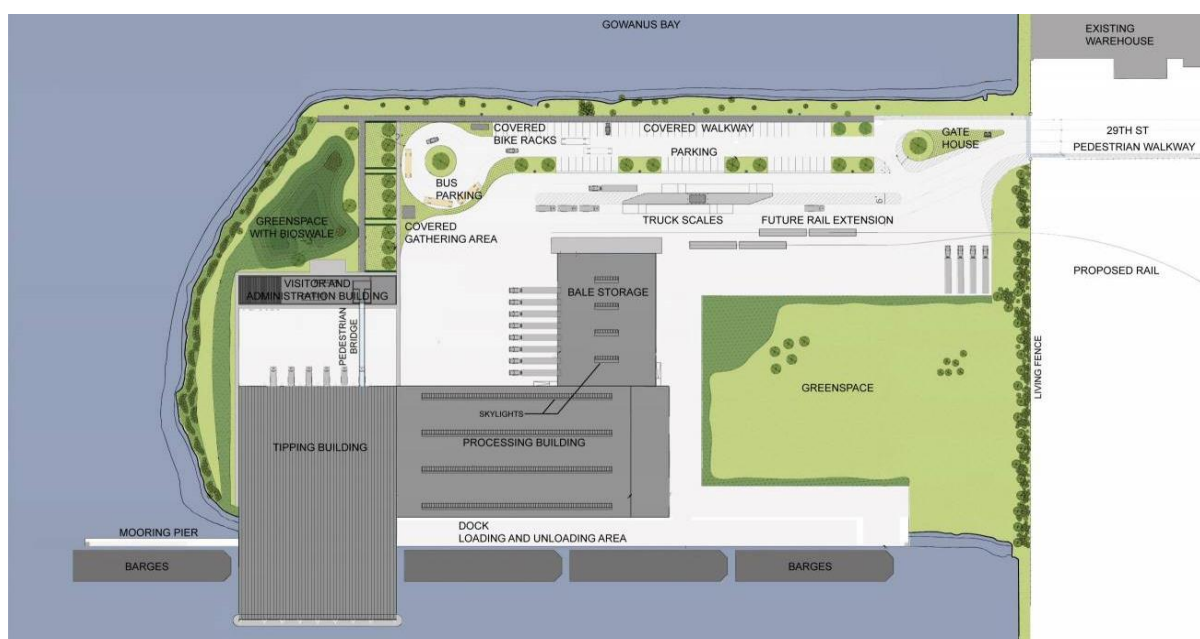 GOWANUS BAY
EXISTING
WAREHOUSE
COVERED
BIKE RACKS
COVERED WALKWAY
GATE
HOUSE
29TH ST
PEDESTRIAN WALKWAY
PARKING
BUS
PARKING
GREENSPACE
WITH BIOSWALE
COVERED
GATHERING AREA
TRUCK SCALES
FUTURE RAIL EXTENSION
PROPOSED RAIL
VISITOR AND
ADMINISTRATION BUILDING
BALE STORAGE
PEDESTRIAN
BRIDGE
GREENSPACE
LIVING FENCE
SKYLIGHTS
TIPPING BUILDING
PROCESSING BUILDING
MOORING PIER
DOCK
LOADING AND UNLOADING AREA
BARGES
BARGES